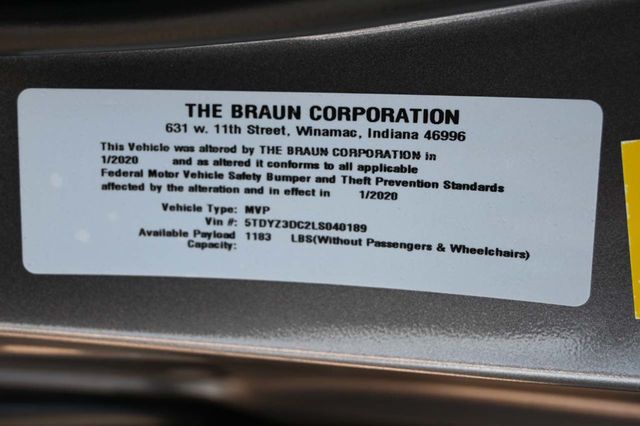 THE BRAUN CORPORATION
631 w. 11th Street, Winamac, Indiana 46996
This Vehicle was altered by THE BRAUN CORPORATION in
1/2020 and as altered it conforms to all applicable
Federal Motor Vehicle Safety Bumper and Theft Prevention Standards
affected by the alteration and in effect in 1/2020
Vehicle Type: MVP
Vin #: 5TDYZ3DC2LS040189
Available Payload 1183 LBS(Without Passengers & Wheelchairs)
Capacity: